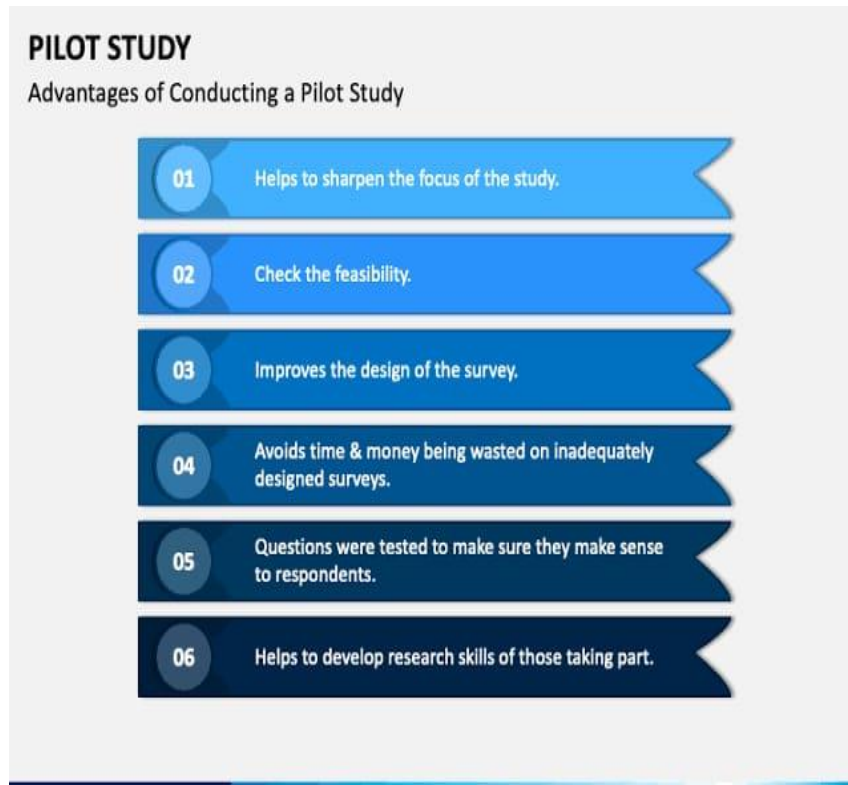 PILOT STUDY
Advantages of Conducting a Pilot Study
01
Helps to sharpen the focus of the study.
02
Check the feasibility.
03
Improves the design of the survey.
04
Avoids time & money being wasted on inadequately
designed surveys.
05
Questions were tested to make sure they make sense
to respondents.
06
Helps to develop research skills of those taking part.